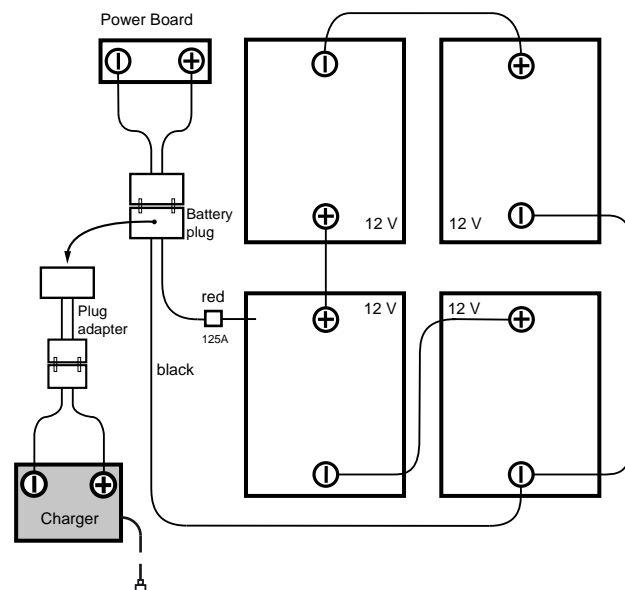 Power Board
Battery
plug
12 V
12 V
red
125A
12 V
12 V
Plug
adapter
black
Charger